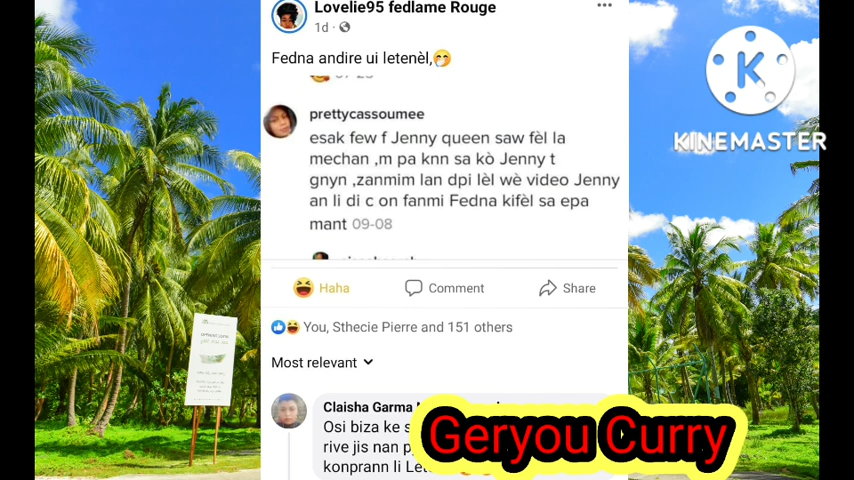 Lovelie95 fedlame Rouge
1d
Fedna andire ui letenèl,🤭
07-25
prettycassoumee
esak few f Jenny queen saw fèl la
mechan ,m pa knn sa kò Jenny t
gnyn ,zanmim lan dpi lèl wè video Jenny
an li di c on fanmi Fedna kifèl sa epa
mant 09-08
Haha
Comment
Share
You, Sthecie Pierre and 151 others
Most relevant
Claisha Garma
Osi biza ke
rive jis nan
konprann li
Geryou Curry
K
KINEMASTER